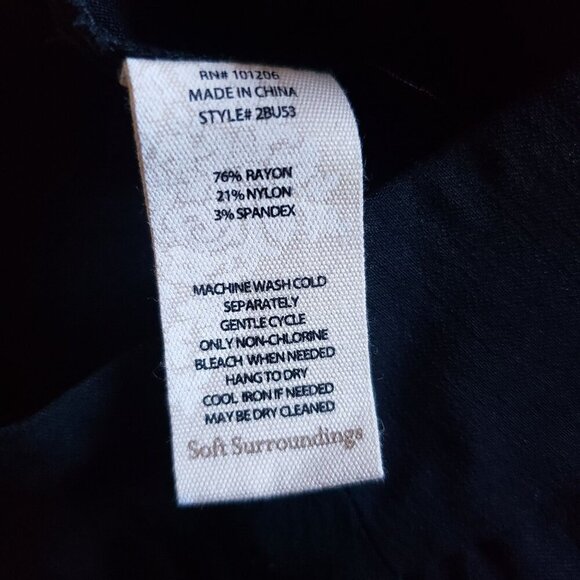 RN# 101206
MADE IN CHINA
STYLE# 2BU53
76% RAYON
21% NYLON
3% SPANDEX
MACHINE WASH COLD
SEPARATELY
GENTLE CYCLE
ONLY NON-CHLORINE
BLEACH WHEN NEEDED
HANG TO DRY
COOL IRON IF NEEDED
MAY BE DRY CLEANED
Soft Surroundings